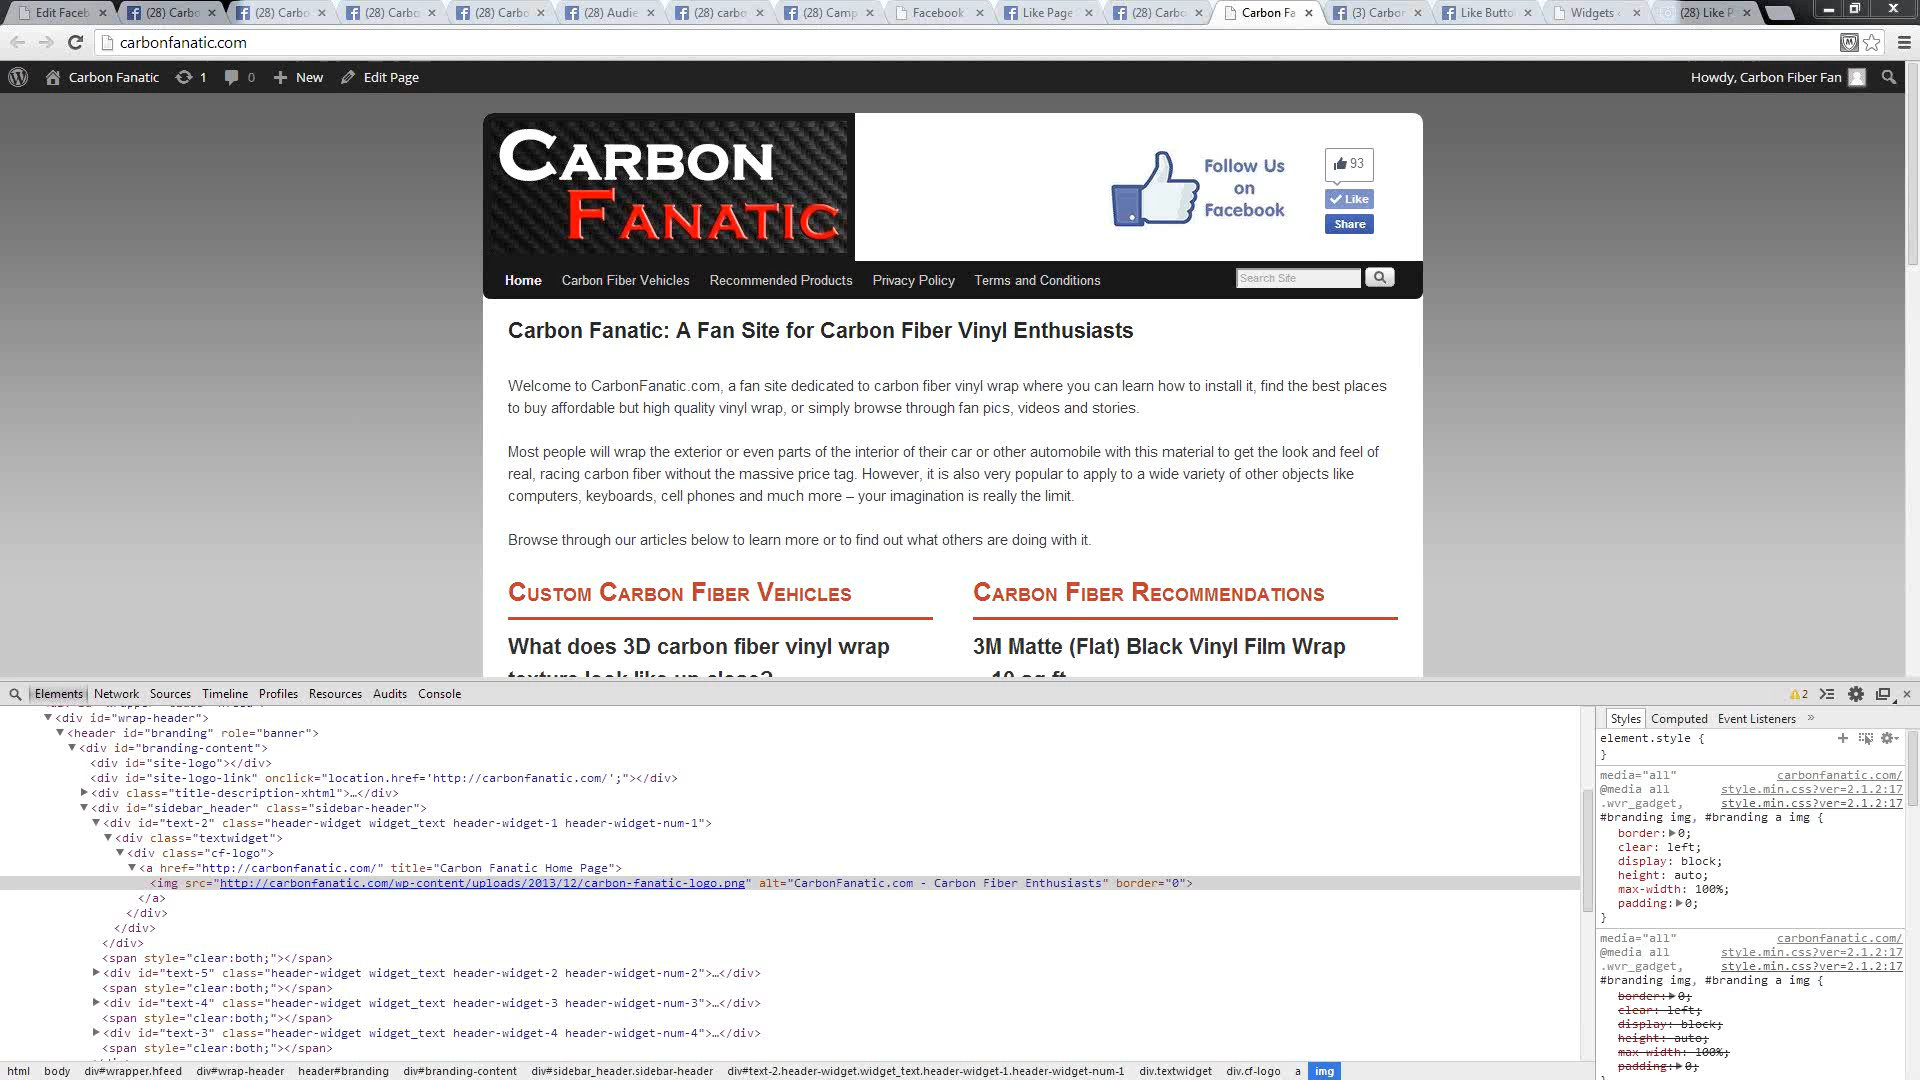 Edit Faceb (28) Carbo (28) Carbo (28) Carbo (28) Carbo (28) Audie (28) carbo (28) Camp Facebook Like Page (28) Carbo Carbon Fa (3) Carbon Like Butto Widgets (28) Like P
carbonfanatic.com
Carbon Fanatic 1 0 New Edit Page Howdy, Carbon Fiber Fan
CARBON
FANATIC
Follow Us
on
Facebook
93
Like
Share
Home Carbon Fiber Vehicles Recommended Products Privacy Policy Terms and Conditions Search Site
Carbon Fanatic: A Fan Site for Carbon Fiber Vinyl Enthusiasts
Welcome to CarbonFanatic.com, a fan site dedicated to carbon fiber vinyl wrap where you can learn how to install it, find the best places
to buy affordable but high quality vinyl wrap, or simply browse through fan pics, videos and stories.
Most people will wrap the exterior or even parts of the interior of their car or other automobile with this material to get the look and feel of
real, racing carbon fiber without the massive price tag. However, it is also very popular to apply to a wide variety of other objects like
computers, keyboards, cell phones and much more – your imagination is really the limit.
Browse through our articles below to learn more or to find out what others are doing with it.
Custom Carbon Fiber Vehicles
What does 3D carbon fiber vinyl wrap
texture look like up close?
Carbon Fiber Recommendations
3M Matte (Flat) Black Vinyl Film Wrap
10 sq ft
Elements Network Sources Timeline Profiles Resources Audits Console 2
<div id="wrap-header">
<header id="branding" role="banner">
<div id="branding-content">
<div id="site-logo"></div>
<div id="site-logo-link" onclick="location.href='http://carbonfanatic.com/';"></div>
<div class="title-description-xhtml">…</div>
<div id="sidebar_header" class="sidebar-header">
<div id="text-2" class="header-widget widget_text header-widget-1 header-widget-num-1">
<div class="textwidget">
<div class="cf-logo">
<a href="http://carbonfanatic.com/" title="Carbon Fanatic Home Page">
<img src="http://carbonfanatic.com/wp-content/uploads/2013/12/carbon-fanatic-logo.png" alt="CarbonFanatic.com - Carbon Fiber Enthusiasts" border="0">
</a>
</div>
</div>
</div>
<span style="clear:both;"></span>
<div id="text-5" class="header-widget widget_text header-widget-2 header-widget-num-2">…</div>
<span style="clear:both;"></span>
<div id="text-4" class="header-widget widget_text header-widget-3 header-widget-num-3">…</div>
<span style="clear:both;"></span>
<div id="text-3" class="header-widget widget_text header-widget-4 header-widget-num-4">…</div>
<span style="clear:both;"></span>
Styles Computed Event Listeners »
element.style {
}
media="all" carbonfanatic.com/
@media all style.min.css?ver=2.1.2:17
.wvr_gadget, style.min.css?ver=2.1.2:17
#branding img, #branding a img {
border: 0;
clear: left;
display: block;
height: auto;
max-width: 100%;
padding: 0;
}
media="all" carbonfanatic.com/
@media all style.min.css?ver=2.1.2:17
.wvr_gadget, style.min.css?ver=2.1.2:17
#branding img, #branding a img {
border: 0;
clear: left;
display: block;
height: auto;
max-width: 100%;
padding: 0;
html body div#wrapper.hfeed div#wrap-header header#branding div#branding-content div#sidebar_header.sidebar-header div#text-2.header-widget.widget_text.header-widget-1.header-widget-num-1 div.textwidget div.cf-logo a img